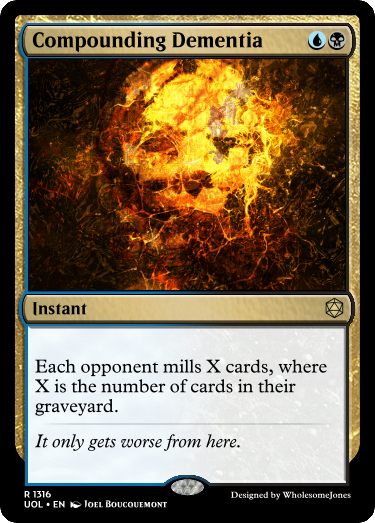 Compounding Dementia
Instant
Each opponent mills X cards, where
X is the number of cards in their
graveyard.
It only gets worse from here.
R 1316
UOL • EN Joel Boucquemont
Designed by WholesomeJones